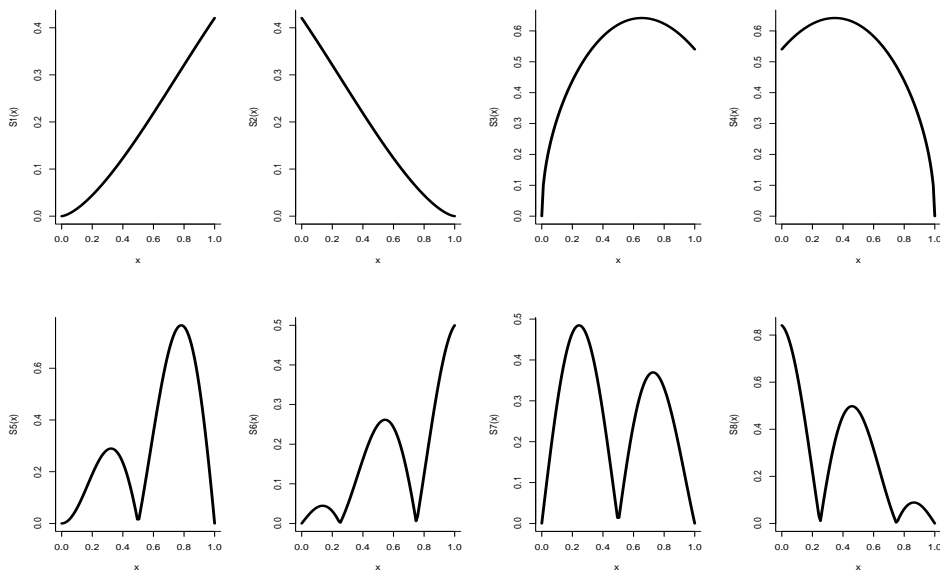 S1(x)
0.0 0.1 0.2 0.3 0.4
0.0 0.2 0.4 0.6 0.8 1.0
x
S2(x)
0.0 0.1 0.2 0.3 0.4
0.0 0.2 0.4 0.6 0.8 1.0
x
S3(x)
0.0 0.1 0.2 0.3 0.4 0.5 0.6
0.0 0.2 0.4 0.6 0.8 1.0
x
S4(x)
0.0 0.1 0.2 0.3 0.4 0.5 0.6
0.0 0.2 0.4 0.6 0.8 1.0
x
S5(x)
0.0 0.2 0.4 0.6
0.0 0.2 0.4 0.6 0.8 1.0
x
S6(x)
0.0 0.1 0.2 0.3 0.4 0.5
0.0 0.2 0.4 0.6 0.8 1.0
x
S7(x)
0.0 0.1 0.2 0.3 0.4 0.5
0.0 0.2 0.4 0.6 0.8 1.0
x
S8(x)
0.0 0.2 0.4 0.6 0.8
0.0 0.2 0.4 0.6 0.8 1.0
x